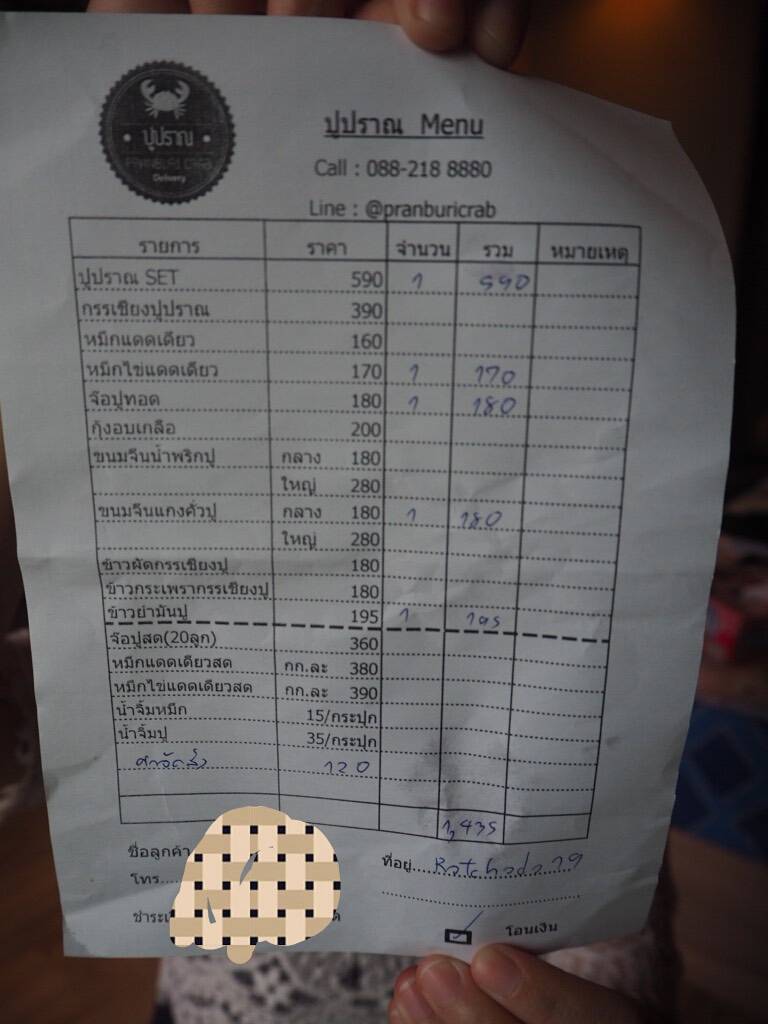 ปูปราณ
PRANBURI CRAB
Delivery
ปูปราณ Menu
Call : 088-218 8880
Line : @pranburicrab
รายการ ราคา จำนวน รวม หมายเหตุ
ปูปราณ SET 590 1 590
กรรเชียงปูปราณ 390
หมึกแดดเดียว 160
หมึกไข่แดดเดียว 170 1 170
จ๊อปูทอด 180 1 180
กุ้งอบเกลือ 200
ขนมจีนน้ำพริกปู กลาง 180
ใหญ่ 280
ขนมจีนแกงคั่วปู กลาง 180 1 180
ใหญ่ 280
ข้าวผัดกรรเชียงปู 180
ข้าวกระเพรากรรเชียงปู 180
ข้าวยำมันปู 195 1 195
จ๊อปูสด(20ลูก) 360
หมึกแดดเดียวสด กก.ละ 380
หมึกไข่แดดเดียวสด กก.ละ 390
น้ำจิ้มหมึก 15/กระปุก
น้ำจิ้มปู 35/กระปุก
ค่าจัดส่ง 120
1,435
ชื่อลูกค้า ที่อยู่ Ratchada 19
โทร
โอนเงิน